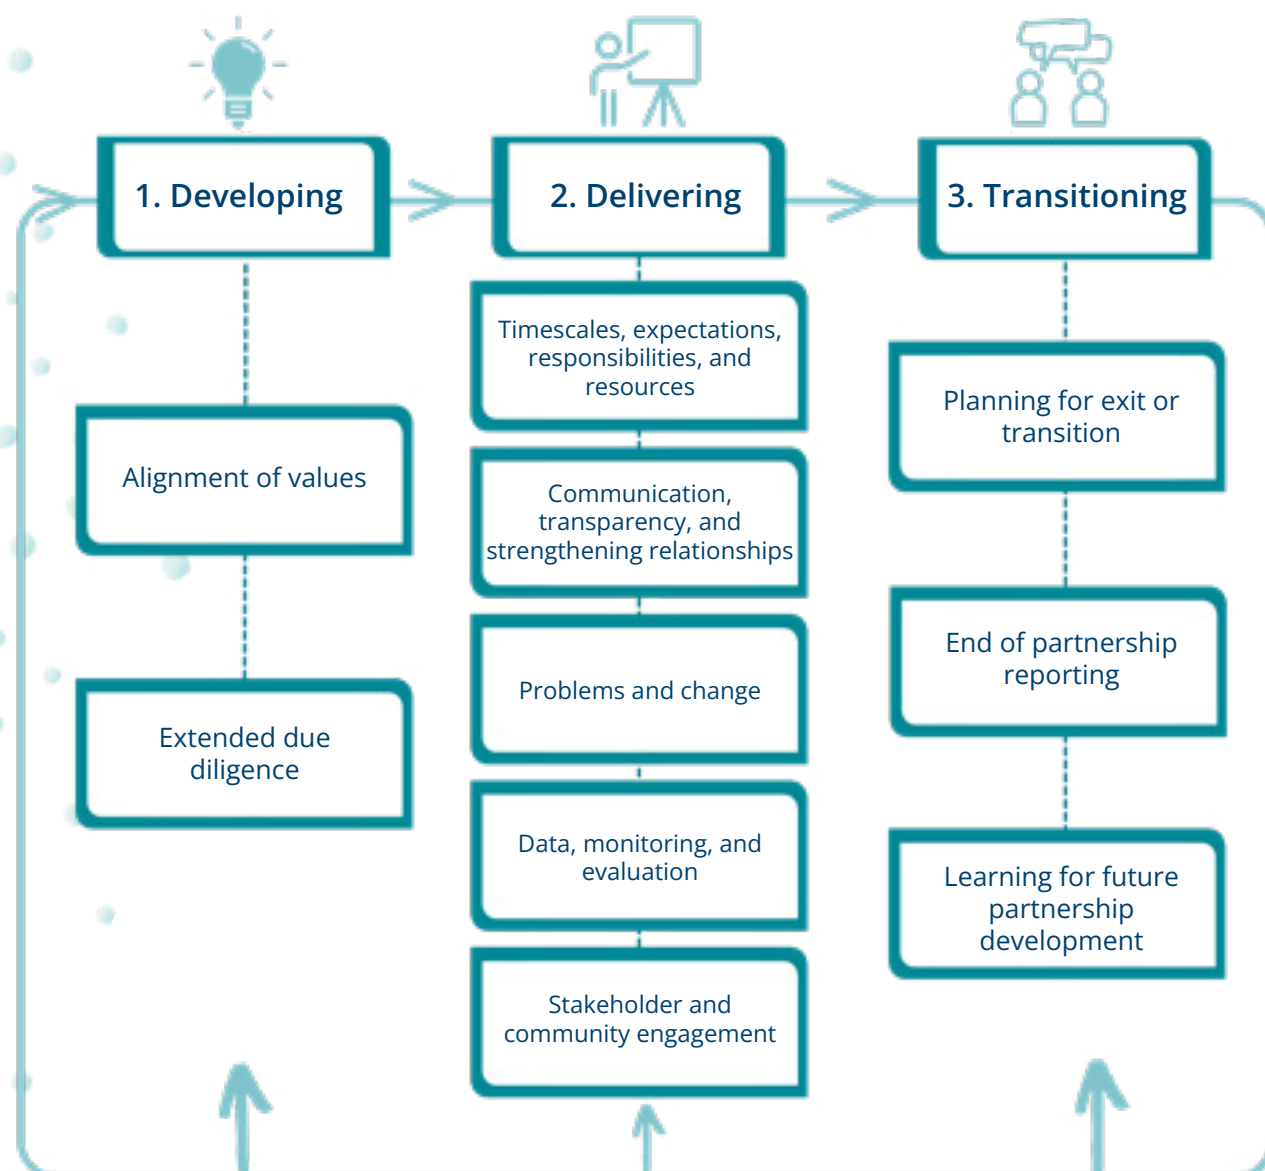 1. Developing
2. Delivering
3. Transitioning
Alignment of values
Extended due
diligence
Timescales, expectations,
responsibilities, and
resources
Communication,
transparency, and
strengthening relationships
Problems and change
Data, monitoring, and
evaluation
Stakeholder and
community engagement
Planning for exit or
transition
End of partnership
reporting
Learning for future
partnership
development